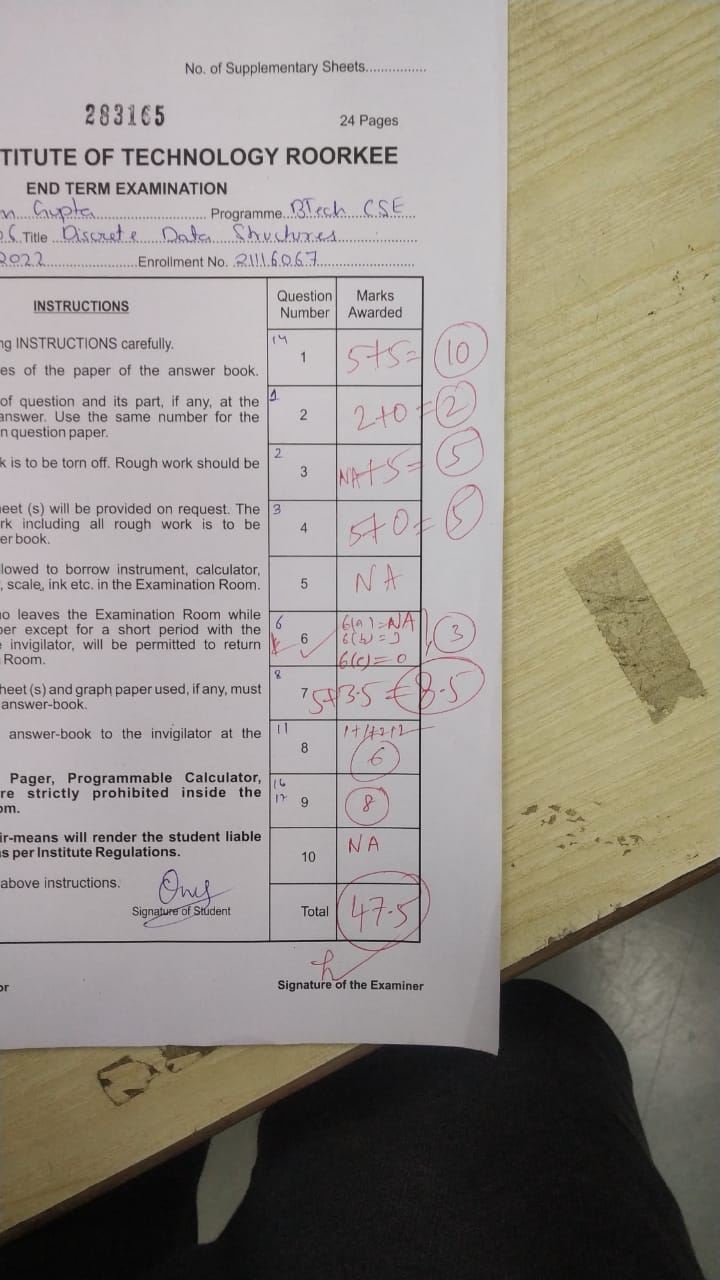 No. of Supplementary Sheets...............
283165
24 Pages
TITUTE OF TECHNOLOGY ROORKEE
END TERM EXAMINATION
Gupta Programme..BTech CSE
Title Discrete Data Structures
2022 Enrollment No. 21116067
INSTRUCTIONS
Question Number
Marks Awarded
ng INSTRUCTIONS carefully.
es of the paper of the answer book.
of question and its part, if any, at the
answer. Use the same number for the
n question paper.
k is to be torn off. Rough work should be
eet (s) will be provided on request. The
rk including all rough work is to be
er book.
lowed to borrow instrument, calculator,
, scale, ink etc. in the Examination Room.
o leaves the Examination Room while
per except for a short period with the
invigilator, will be permitted to return
Room.
heet (s) and graph paper used, if any, must
answer-book.
answer-book to the invigilator at the
Pager, Programmable Calculator,
re strictly prohibited inside the
om.
ir-means will render the student liable
as per Institute Regulations.
above instructions.
Signature of Student
14 1 5+5= 10
1 2 2+0=2
2 3 NA+5=5
3 4 5+0=5
5 NA
6 6 6(a)=NA
6(b)=3
6(c)=0
3
8 7 5+3.5=8.5
11 8
6
16
17 9 8
10 NA
Total 47.5
or
Signature of the Examiner